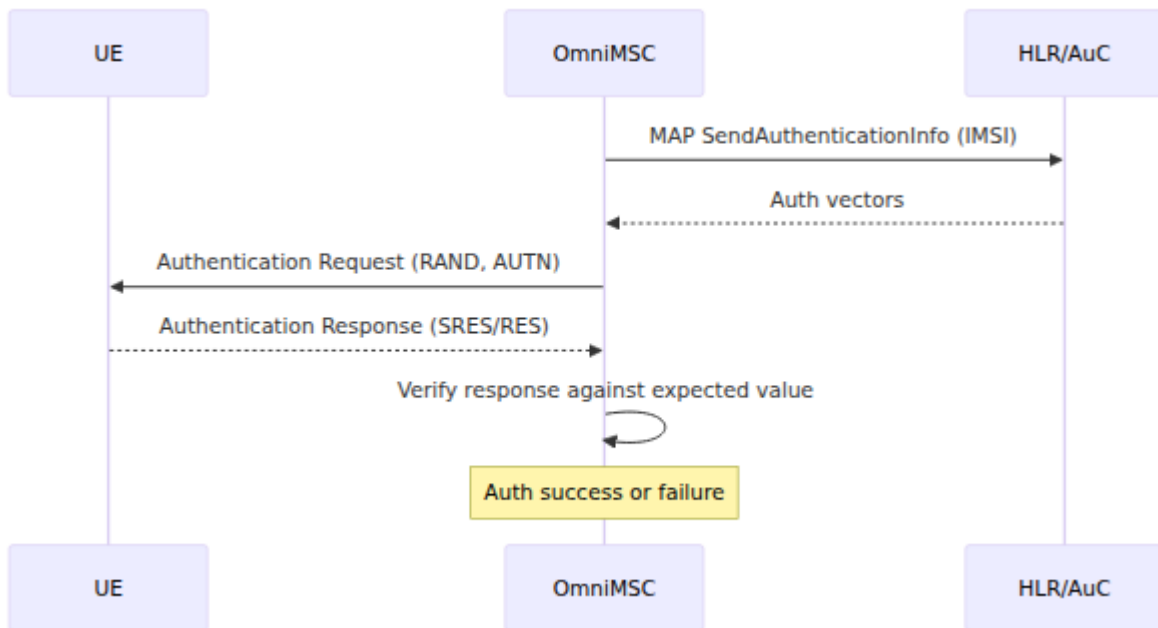 UE
OmniMSC
HLR/AuC
MAP SendAuthenticationInfo (IMSI)
Auth vectors
Authentication Request (RAND, AUTN)
Authentication Response (SRES/RES)
Verify response against expected value
Auth success or failure
UE
OmniMSC
HLR/AuC